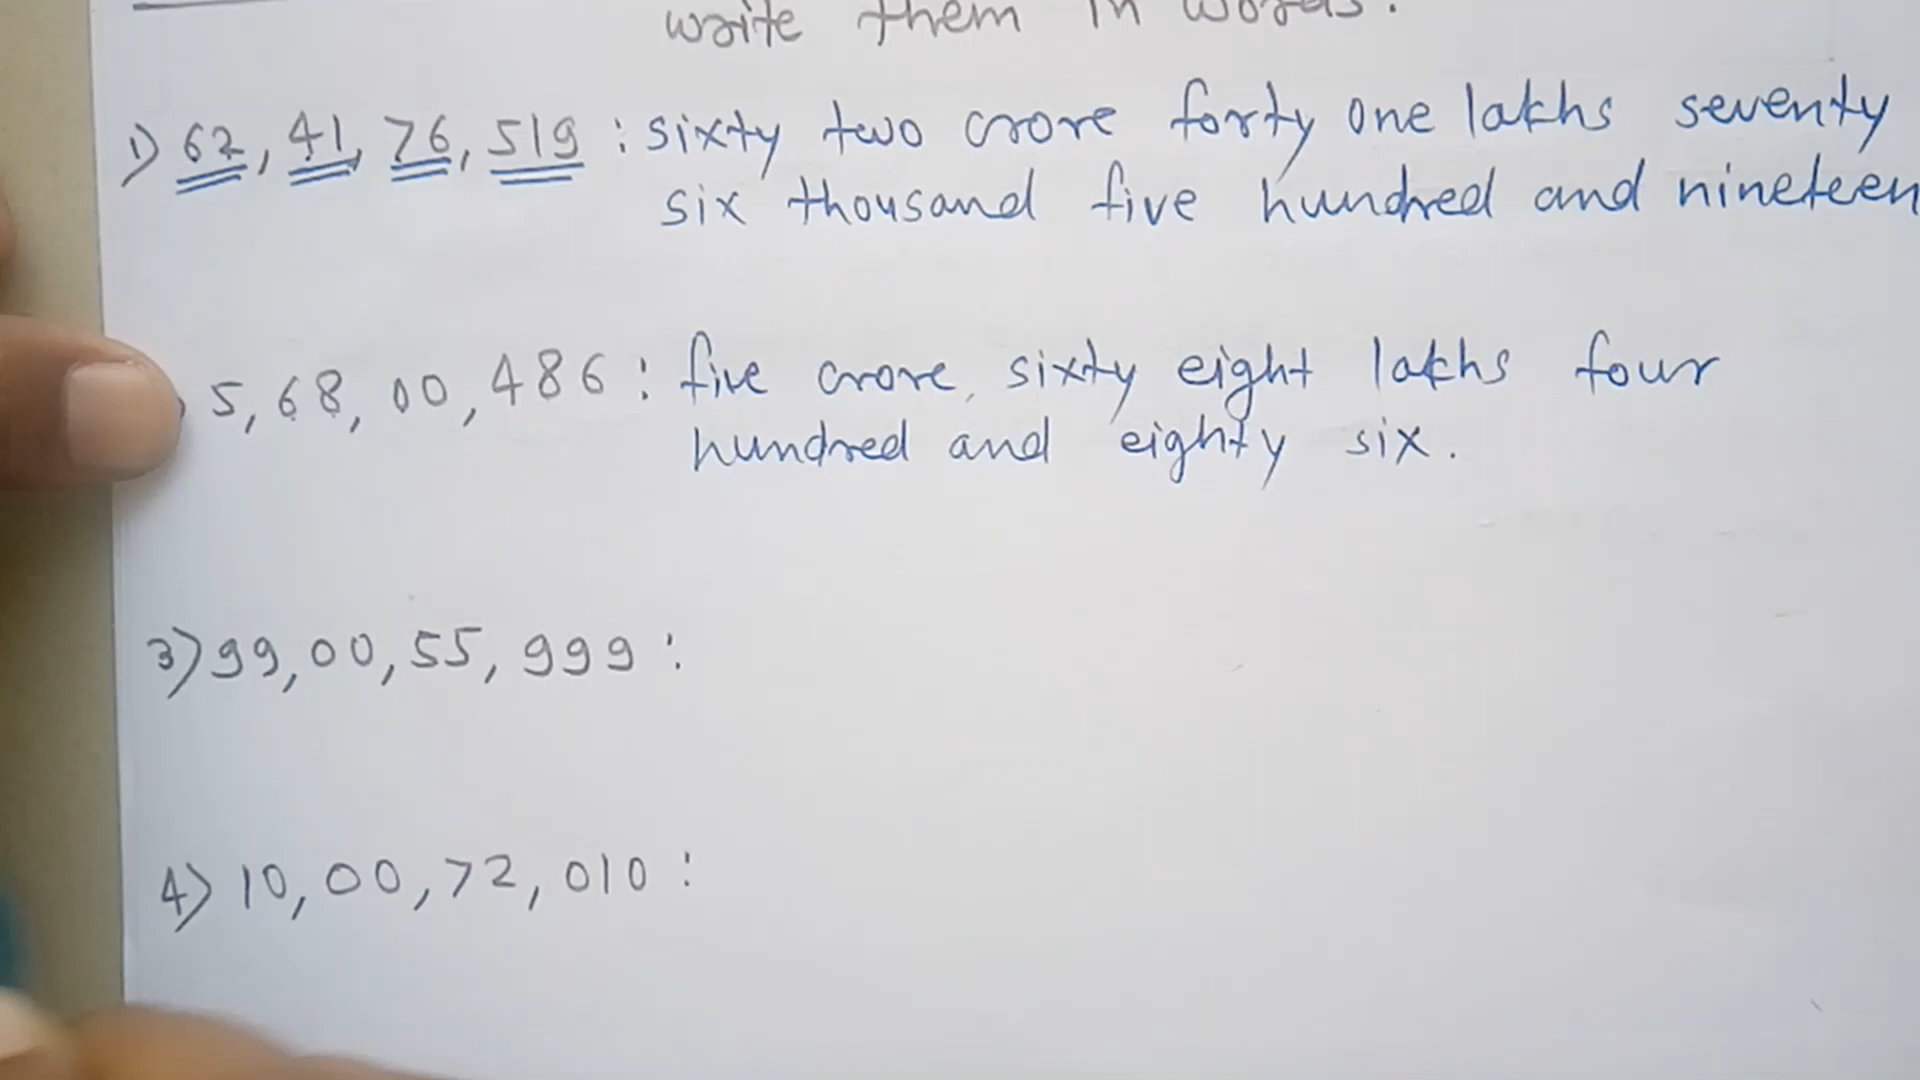 write them in words.
1) 62, 41, 76, 519 : sixty two crore forty one lakhs seventy
six thousand five hundred and nineteen
5, 68, 00, 486 : five crore, sixty eight lakhs four
hundred and eighty six.
3) 99, 00, 55, 999 :
4) 10, 00, 72, 010 :